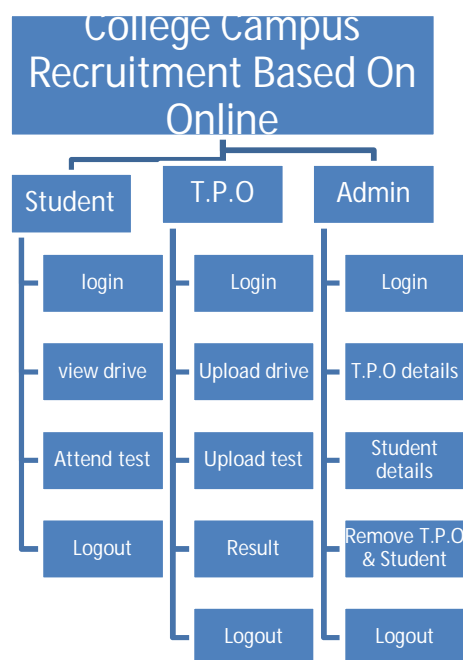 College Campus
Recruitment Based On
Online
Student
T.P.O
Admin
login
view drive
Attend test
Logout
Login
Upload drive
Upload test
Result
Logout
Login
T.P.O details
Student
details
Remove T.P.O
& Student
Logout